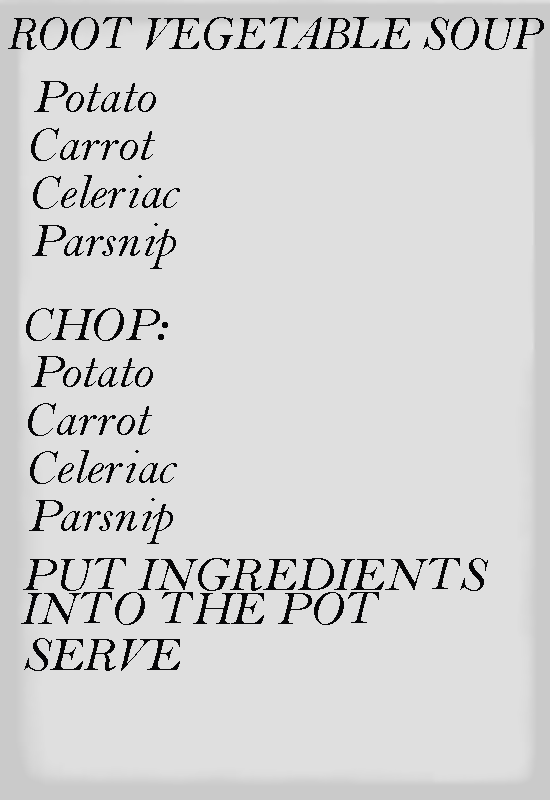 ROOT VEGETABLE SOUP
Potato
Carrot
Celeriac
Parsnip
CHOP:
Potato
Carrot
Celeriac
Parsnip
PUT INGREDIENTS
INTO THE POT
SERVE